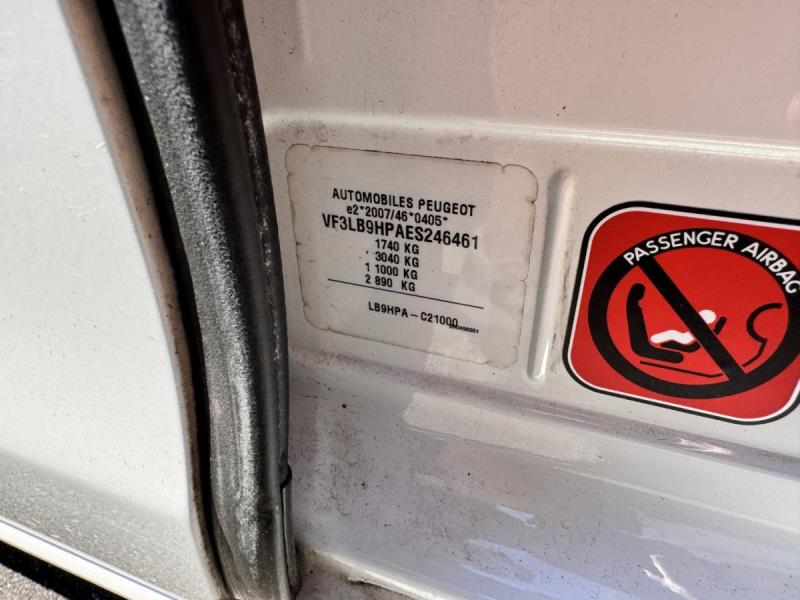 AUTOMOBILES PEUGEOT
e2*2007/46*0405*
VF3LB9HPAES246461
1740 KG
3040 KG
1 1000 KG
2 890 KG
LB9HPA-C21000
PASSENGER AIRBAG